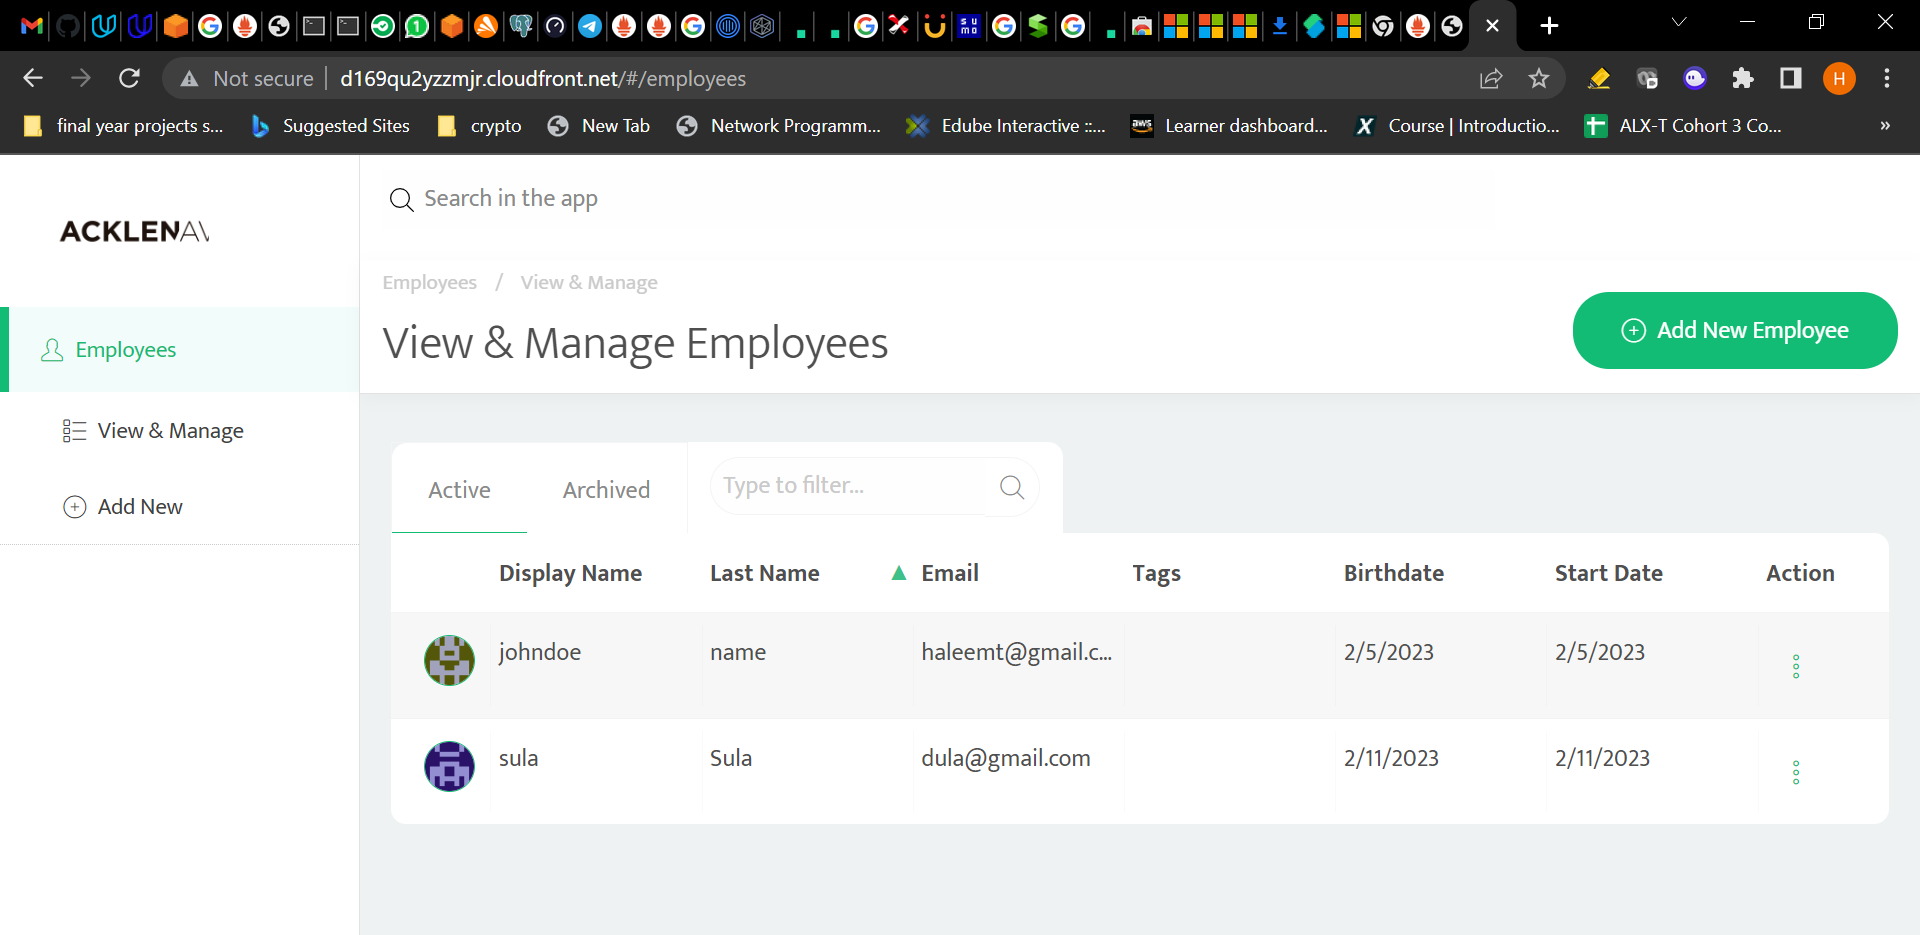 Not secure d169qu2yzzmjr.cloudfront.net/#/employees H
final year projects s... Suggested Sites crypto New Tab Network Programm... Edube Interactive ::... aws Learner dashboard... Course | Introductio... ALX-T Cohort 3 Co... »
Search in the app
ACKLENAV
Employees / View & Manage
View & Manage Employees
Add New Employee
Employees
View & Manage
Add New
Active Archived Type to filter...
Display Name Last Name Email Tags Birthdate Start Date Action
johndoe name haleemt@gmail.c... 2/5/2023 2/5/2023
sula Sula dula@gmail.com 2/11/2023 2/11/2023